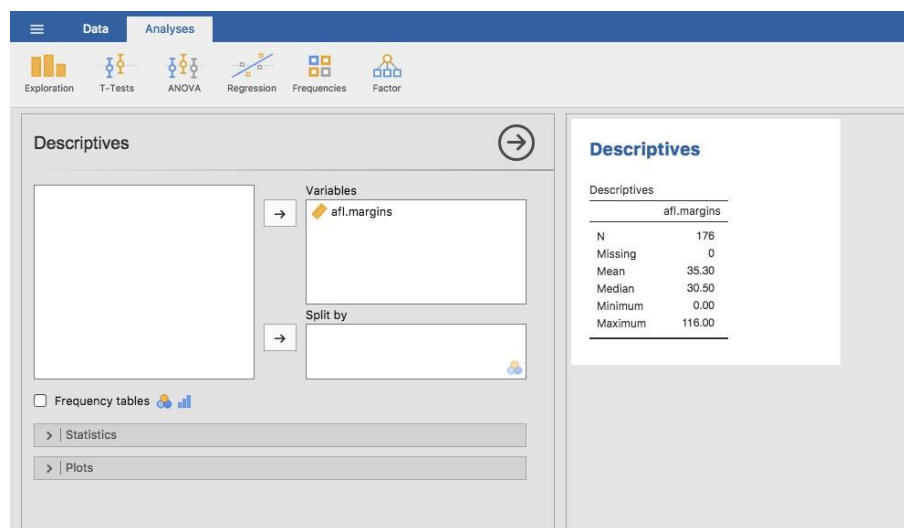 Data Analyses
Exploration T-Tests ANOVA Regression Frequencies Factor
Descriptives
Variables
afl.margins
Split by
Frequency tables
Statistics
Plots
Descriptives
Descriptives
afl.margins
N 176
Missing 0
Mean 35.30
Median 30.50
Minimum 0.00
Maximum 116.00